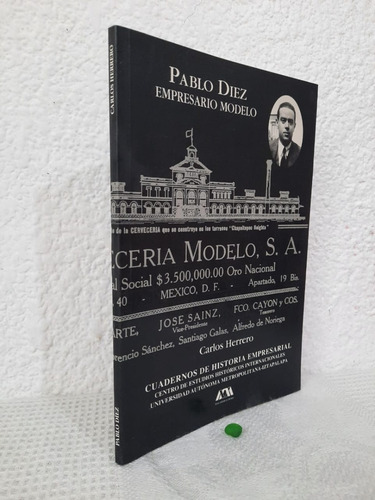 CARLOS HERRERO
PABLO DIEZ
PABLO DIEZ
EMPRESARIO MODELO
de la CERVECERIA que se construye en los terrenos "Chapultepec Heights"
CECERIA MODELO, S. A.
al Social $3.500,000.00 Oro Nacional
40 - MEXICO, D. F. - Apartado, 19 Bis.
ARTE, JOSE SAINZ, FCO. CAYON y COS.
Vice-Presidente Tesorero
orencio Sánchez, Santiago Galas, Alfredo de Noriega
Carlos Herrero
CUADERNOS DE HISTORIA EMPRESARIAL
CENTRO DE ESTUDIOS HISTÓRICOS INTERNACIONALES
UNIVERSIDAD AUTÓNOMA METROPOLITANA-IZTAPALAPA